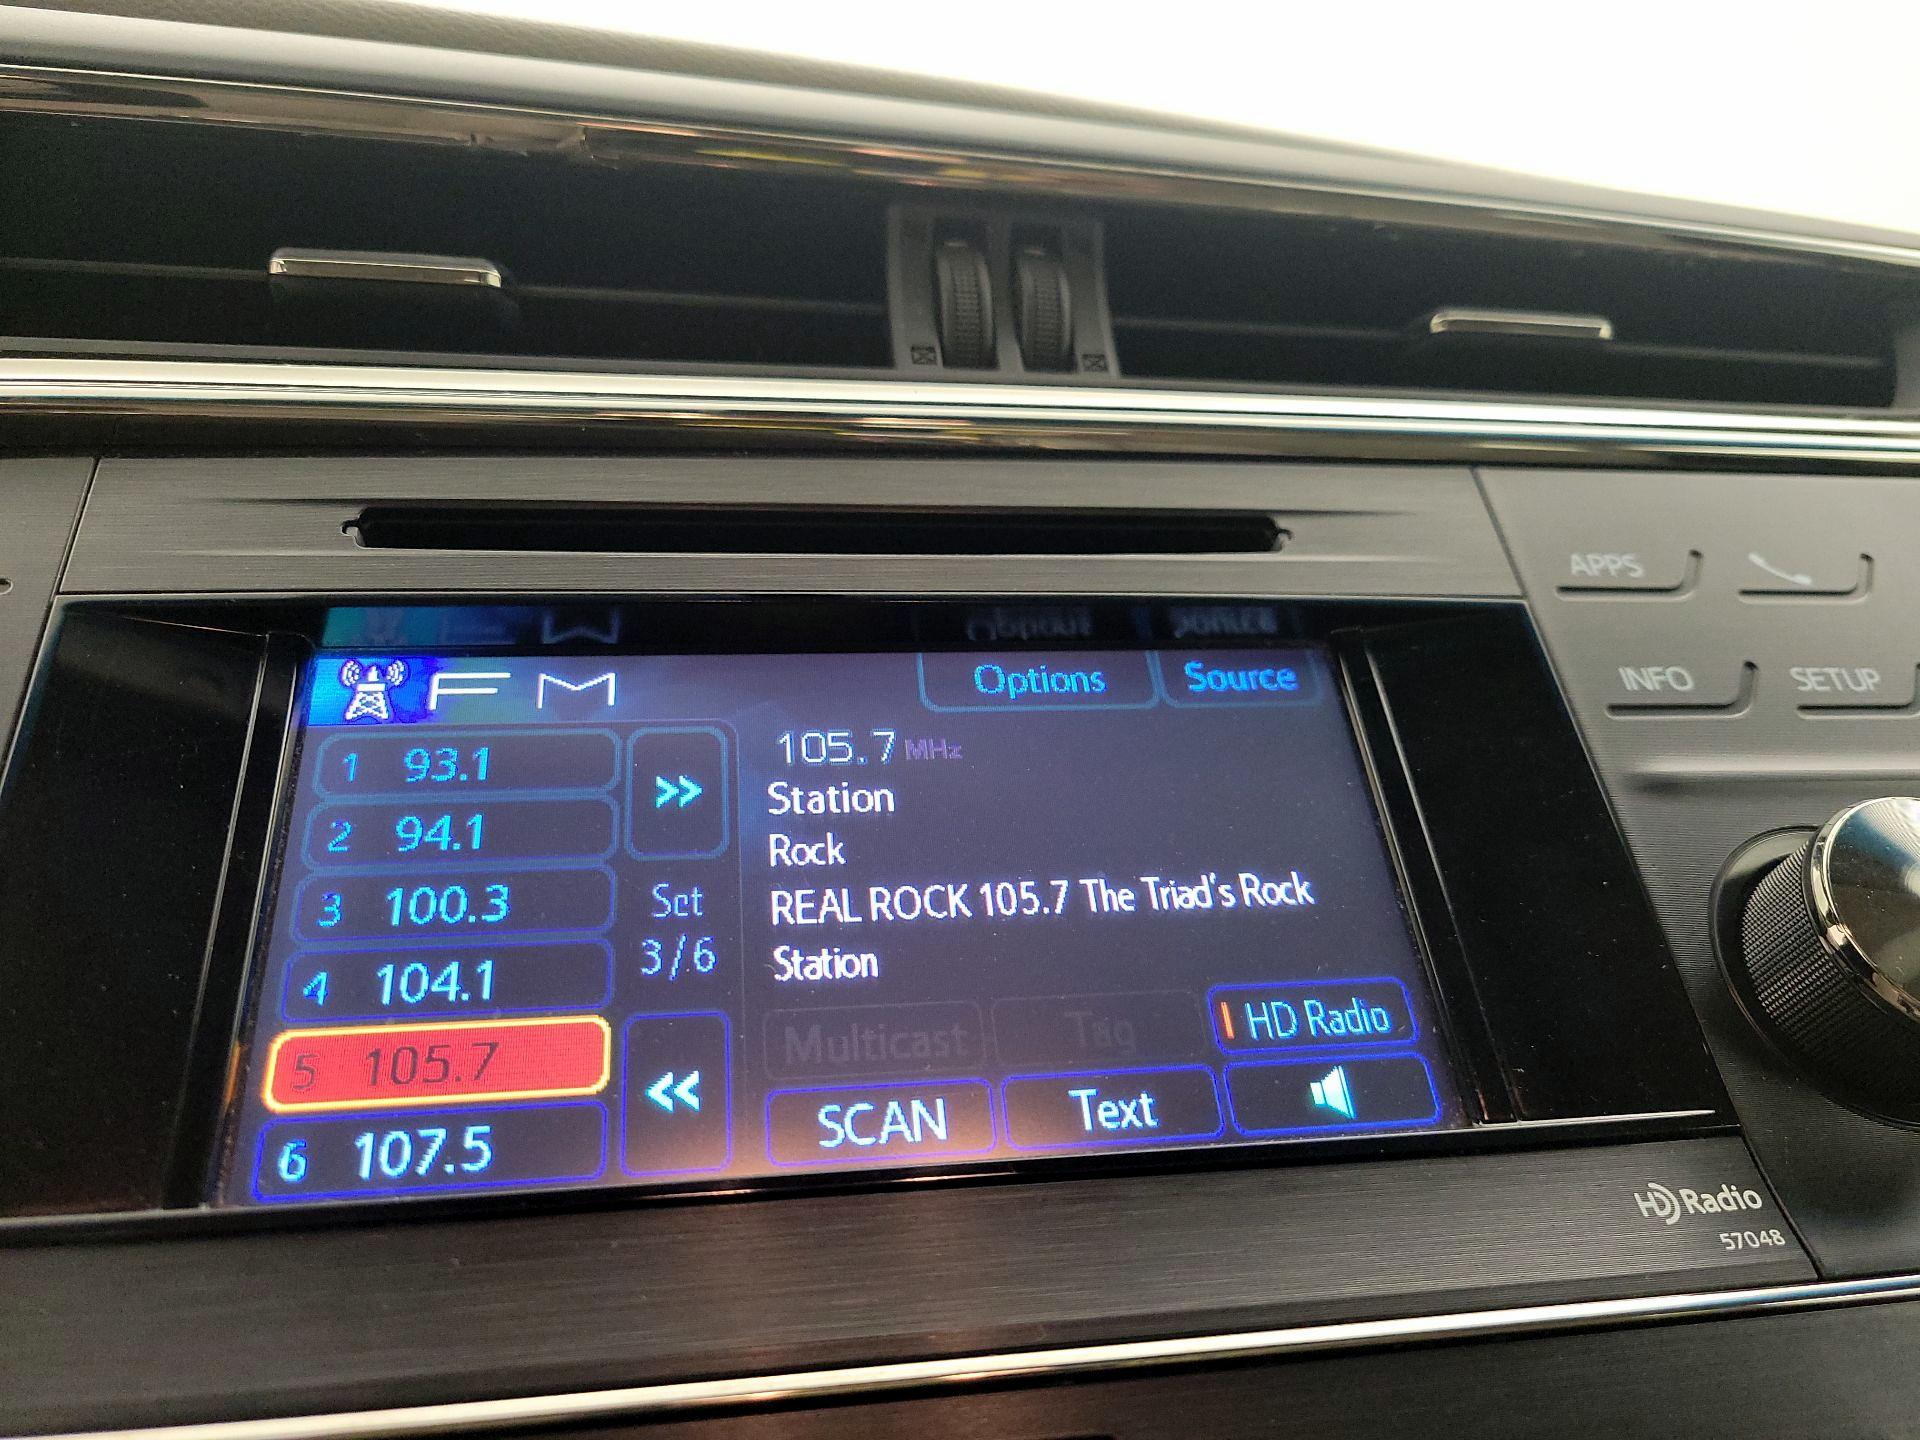 APPS
INFO
SETUP
FM
Options
Source
1 93.1
2 94.1
3 100.3
4 104.1
5 105.7
6 107.5
>>
Set
3/6
<<
105.7 MHz
Station
Rock
REAL ROCK 105.7 The Triad's Rock
Station
Multicast
Tag
HD Radio
SCAN
Text
HD Radio
57048